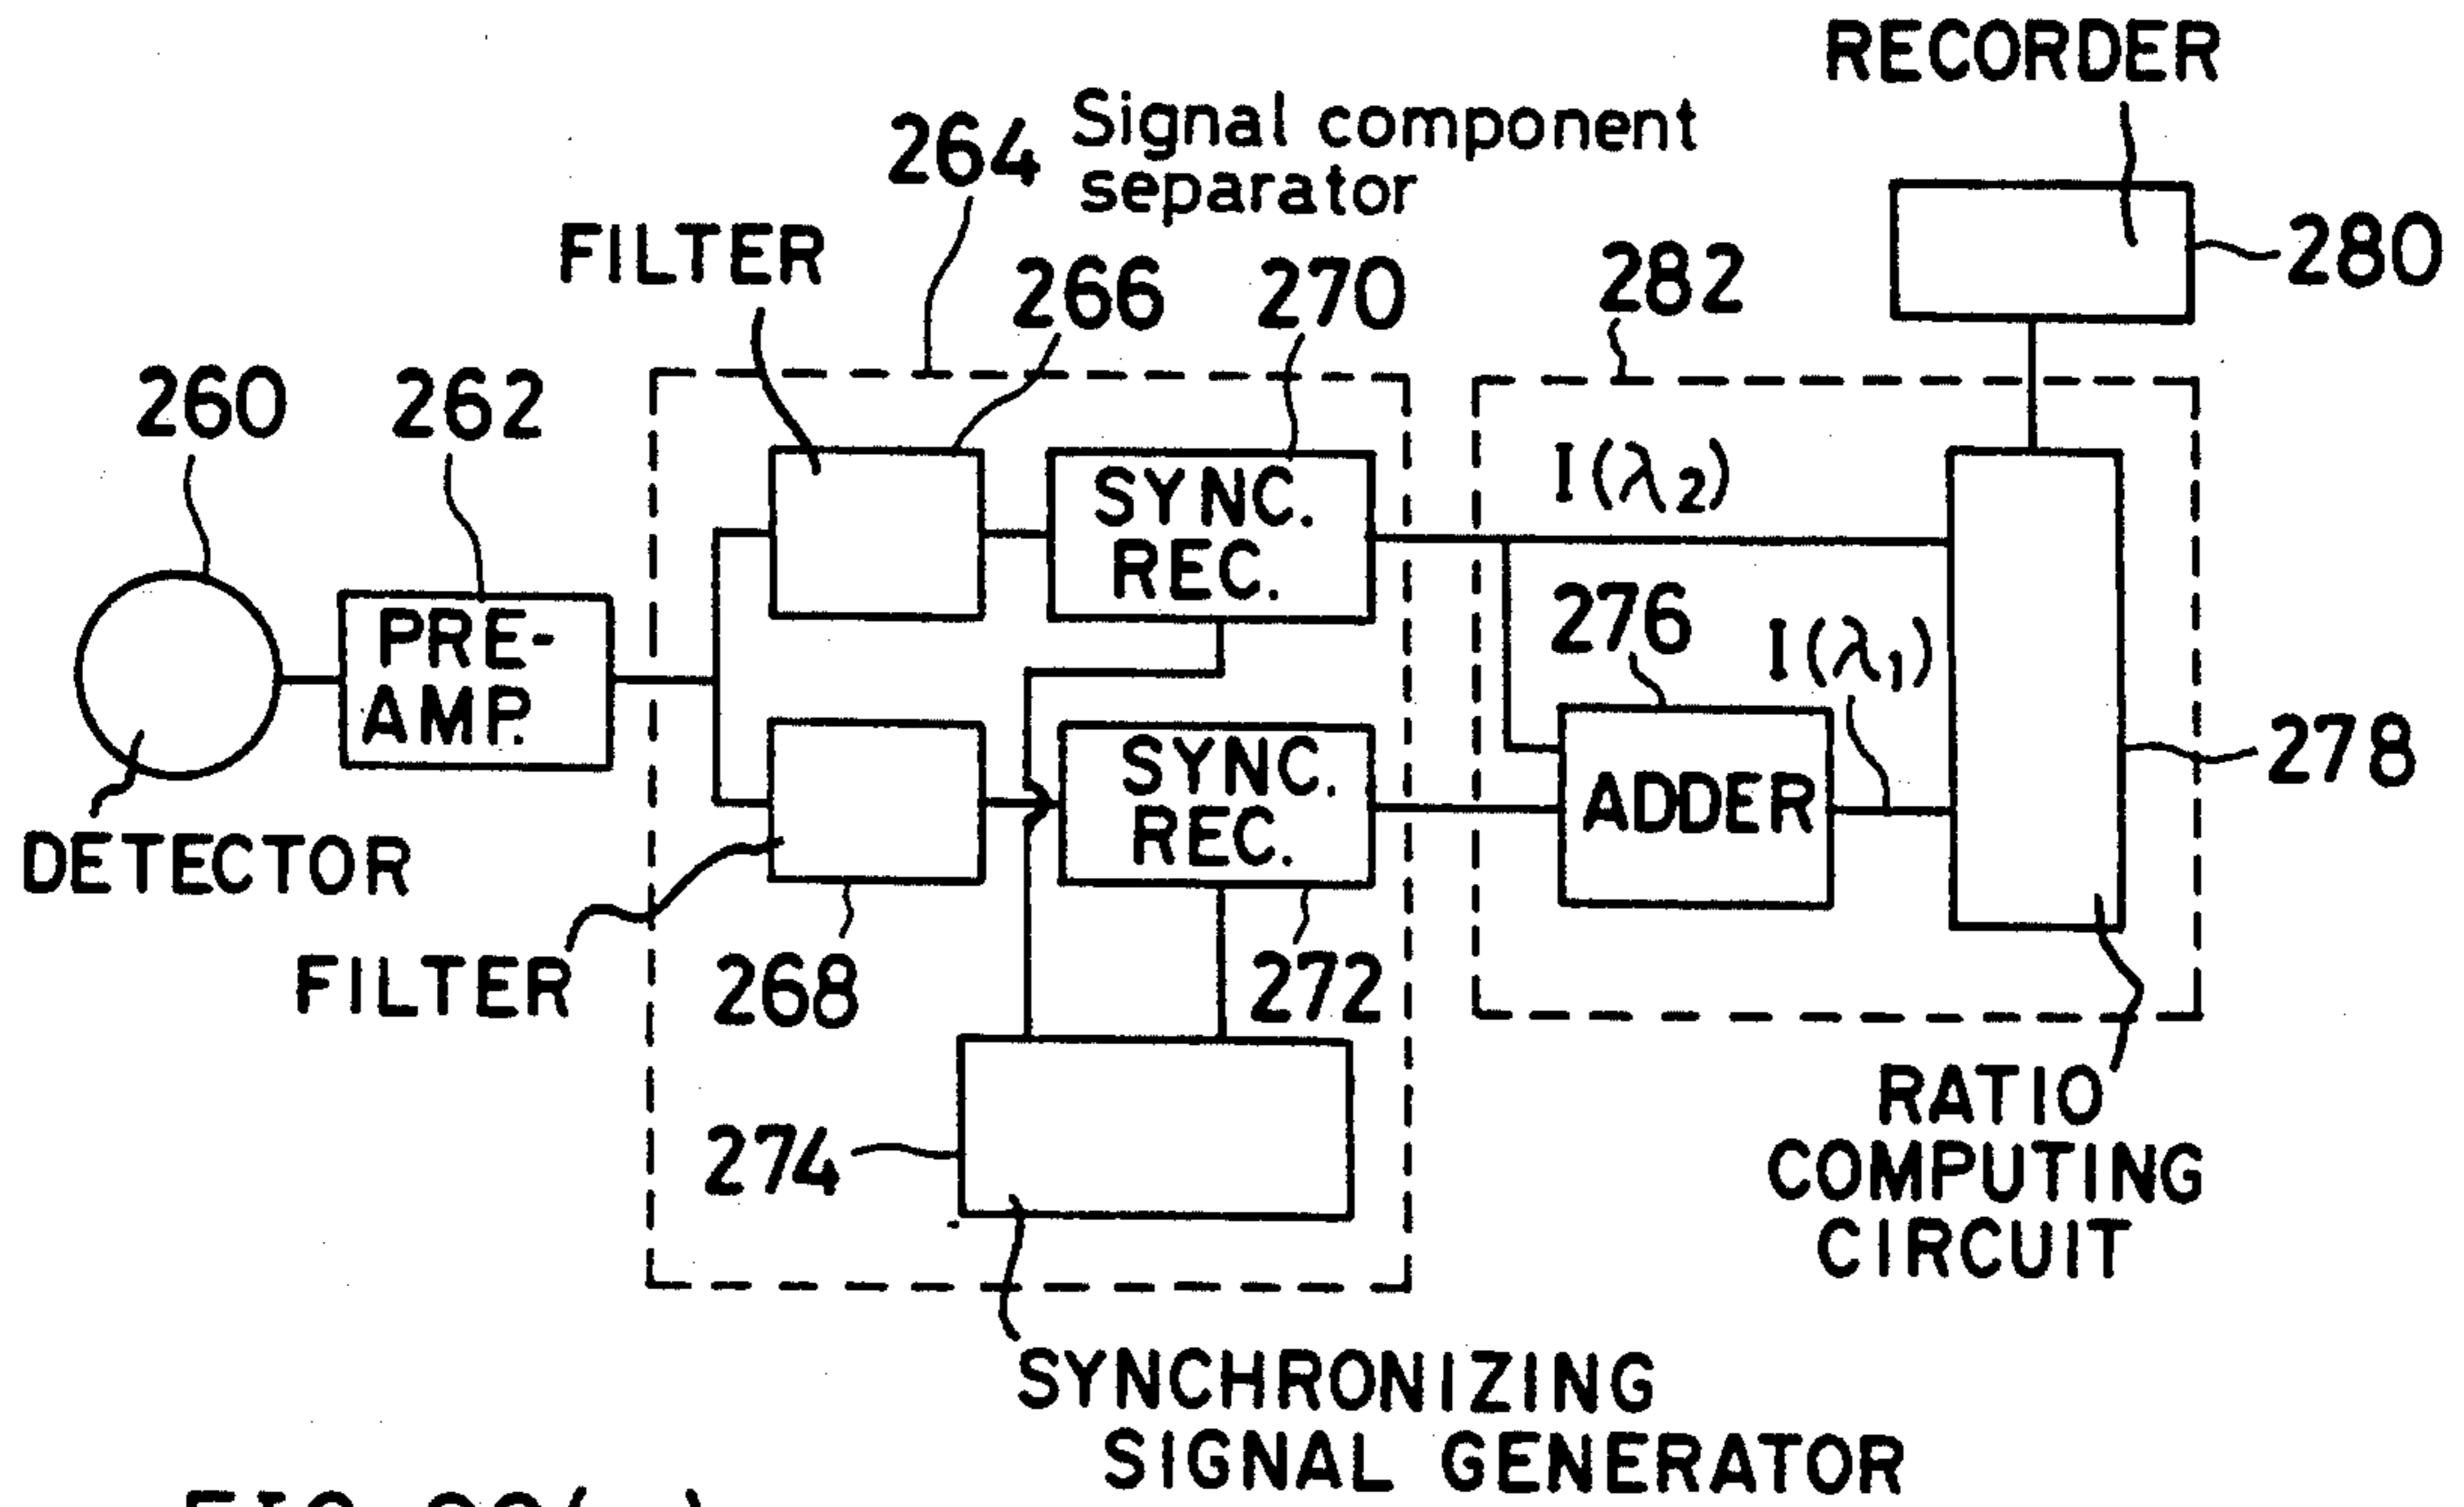 RECORDER
264 Signal component
separator
FILTER
266
270
282
280
260
262
I(λ2)
SYNC.
REC.
PRE-
AMP.
276
I(λ1)
SYNC.
REC.
ADDER
278
DETECTOR
FILTER
268
272
274
RATIO
COMPUTING
CIRCUIT
SYNCHRONIZING
SIGNAL GENERATOR